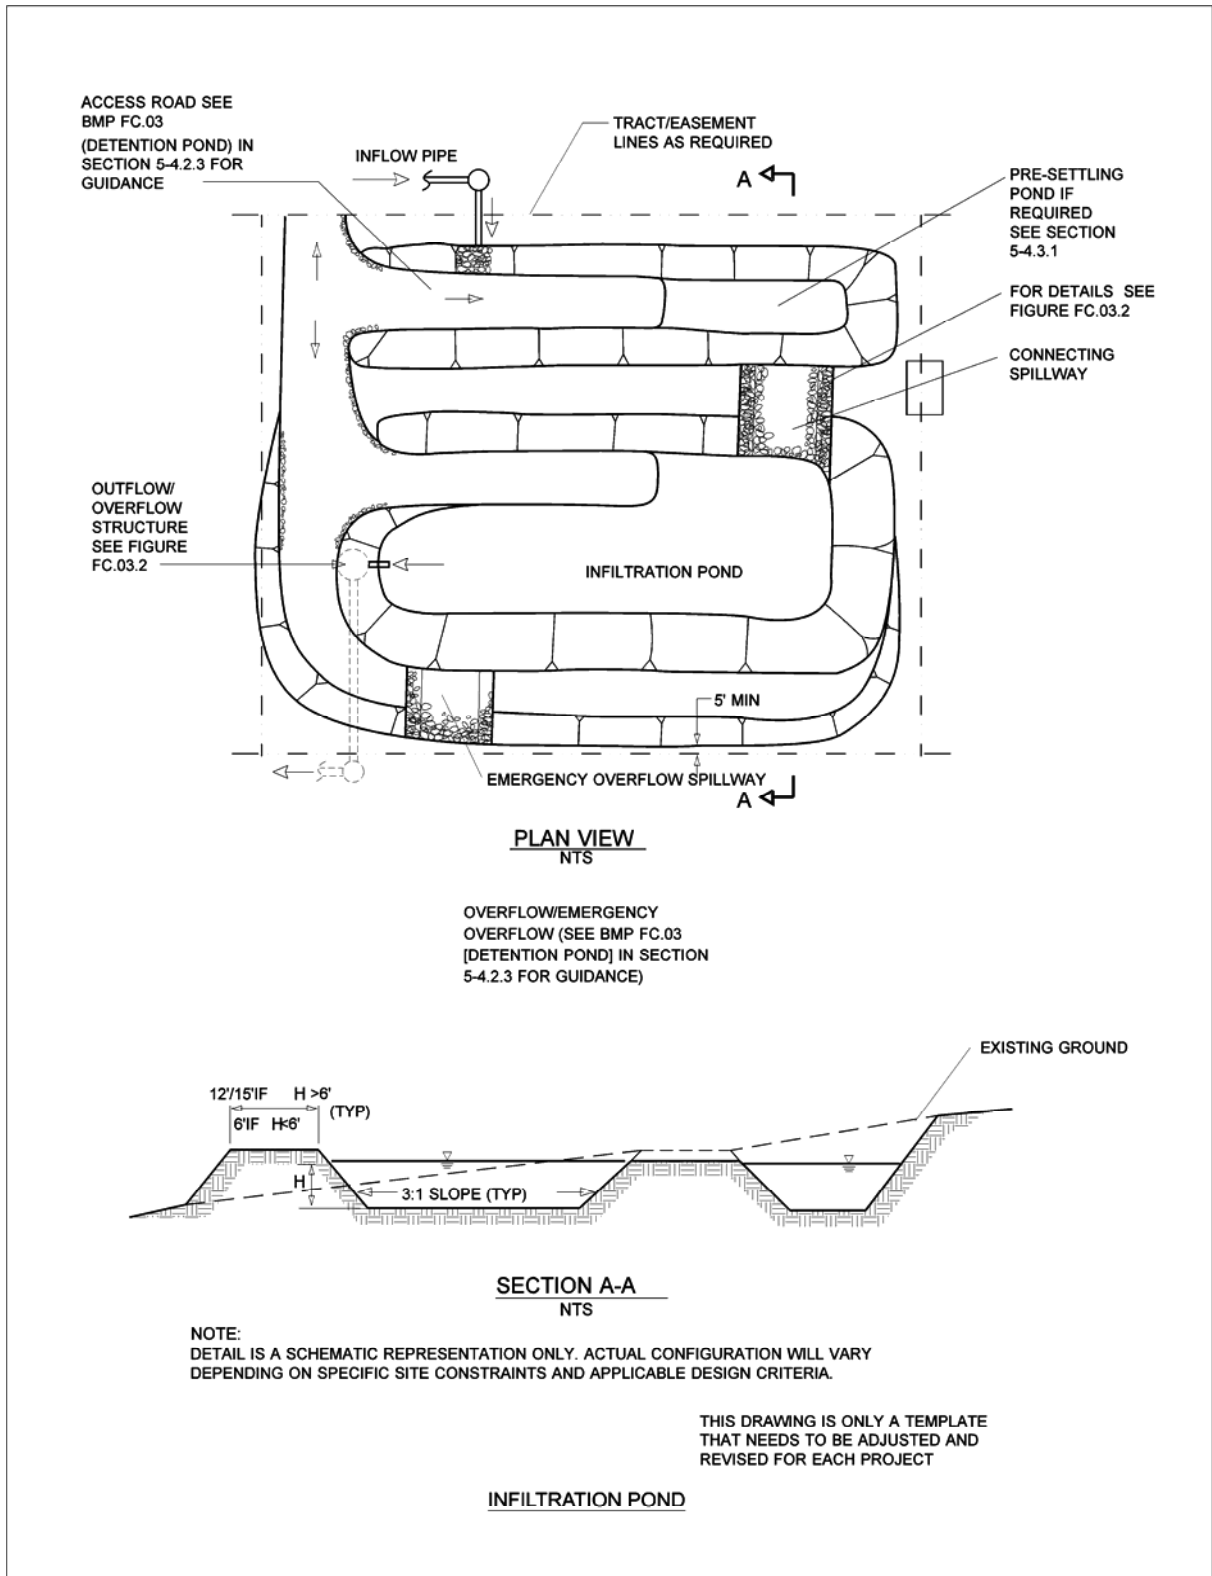 ACCESS ROAD SEE
BMP FC.03
(DETENTION POND) IN
SECTION 5-4.2.3 FOR
GUIDANCE
INFLOW PIPE
TRACT/EASEMENT
LINES AS REQUIRED
A
PRE-SETTLING
POND IF
REQUIRED
SEE SECTION
5-4.3.1
FOR DETAILS SEE
FIGURE FC.03.2
CONNECTING
SPILLWAY
OUTFLOW/
OVERFLOW
STRUCTURE
SEE FIGURE
FC.03.2
INFILTRATION POND
5' MIN
EMERGENCY OVERFLOW SPILLWAY
A
PLAN VIEW
NTS
OVERFLOW/EMERGENCY
OVERFLOW (SEE BMP FC.03
[DETENTION POND] IN SECTION
5-4.2.3 FOR GUIDANCE)
EXISTING GROUND
12'/15'IF H >6'
(TYP)
6'IF H<6'
H
3:1 SLOPE (TYP)
SECTION A-A
NTS
NOTE:
DETAIL IS A SCHEMATIC REPRESENTATION ONLY. ACTUAL CONFIGURATION WILL VARY
DEPENDING ON SPECIFIC SITE CONSTRAINTS AND APPLICABLE DESIGN CRITERIA.
THIS DRAWING IS ONLY A TEMPLATE
THAT NEEDS TO BE ADJUSTED AND
REVISED FOR EACH PROJECT
INFILTRATION POND